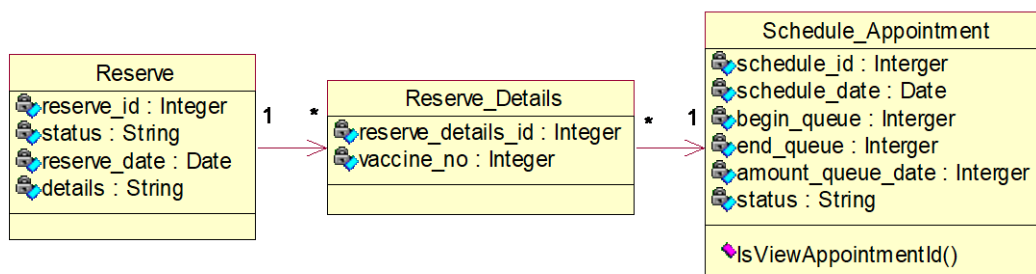 Reserve
reserve_id : Integer
status : String
reserve_date : Date
details : String
1
*
Reserve_Details
reserve_details_id : Integer
vaccine_no : Integer
*
1
Schedule_Appointment
schedule_id : Interger
schedule_date : Date
begin_queue : Interger
end_queue : Interger
amount_queue_date : Interger
status : String
IsViewAppointmentId()